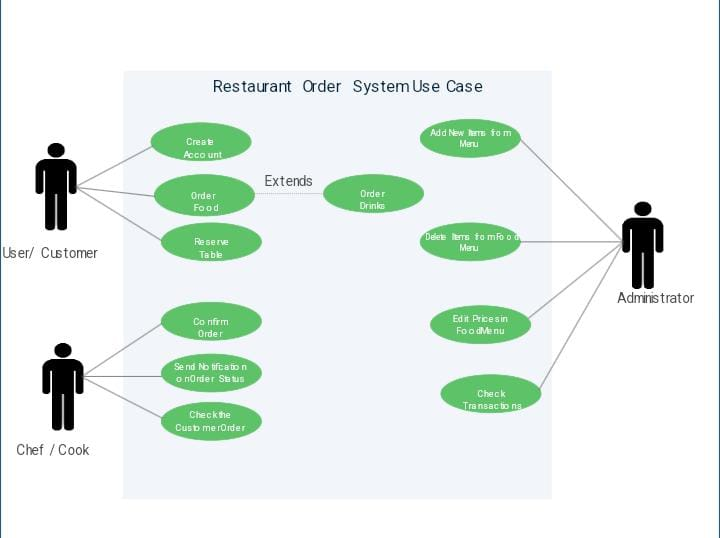 Restaurant Order System Use Case
Create
Account
Order
Food
Extends
Order
Drinks
Reserve
Table
User/ Customer
Confirm
Order
Send Notification
on Order Status
Check the
Customer Order
Chef / Cook
Add New Items from
Menu
Delete Items from Food
Menu
Edit Prices in
Food Menu
Check
Transactions
Administrator